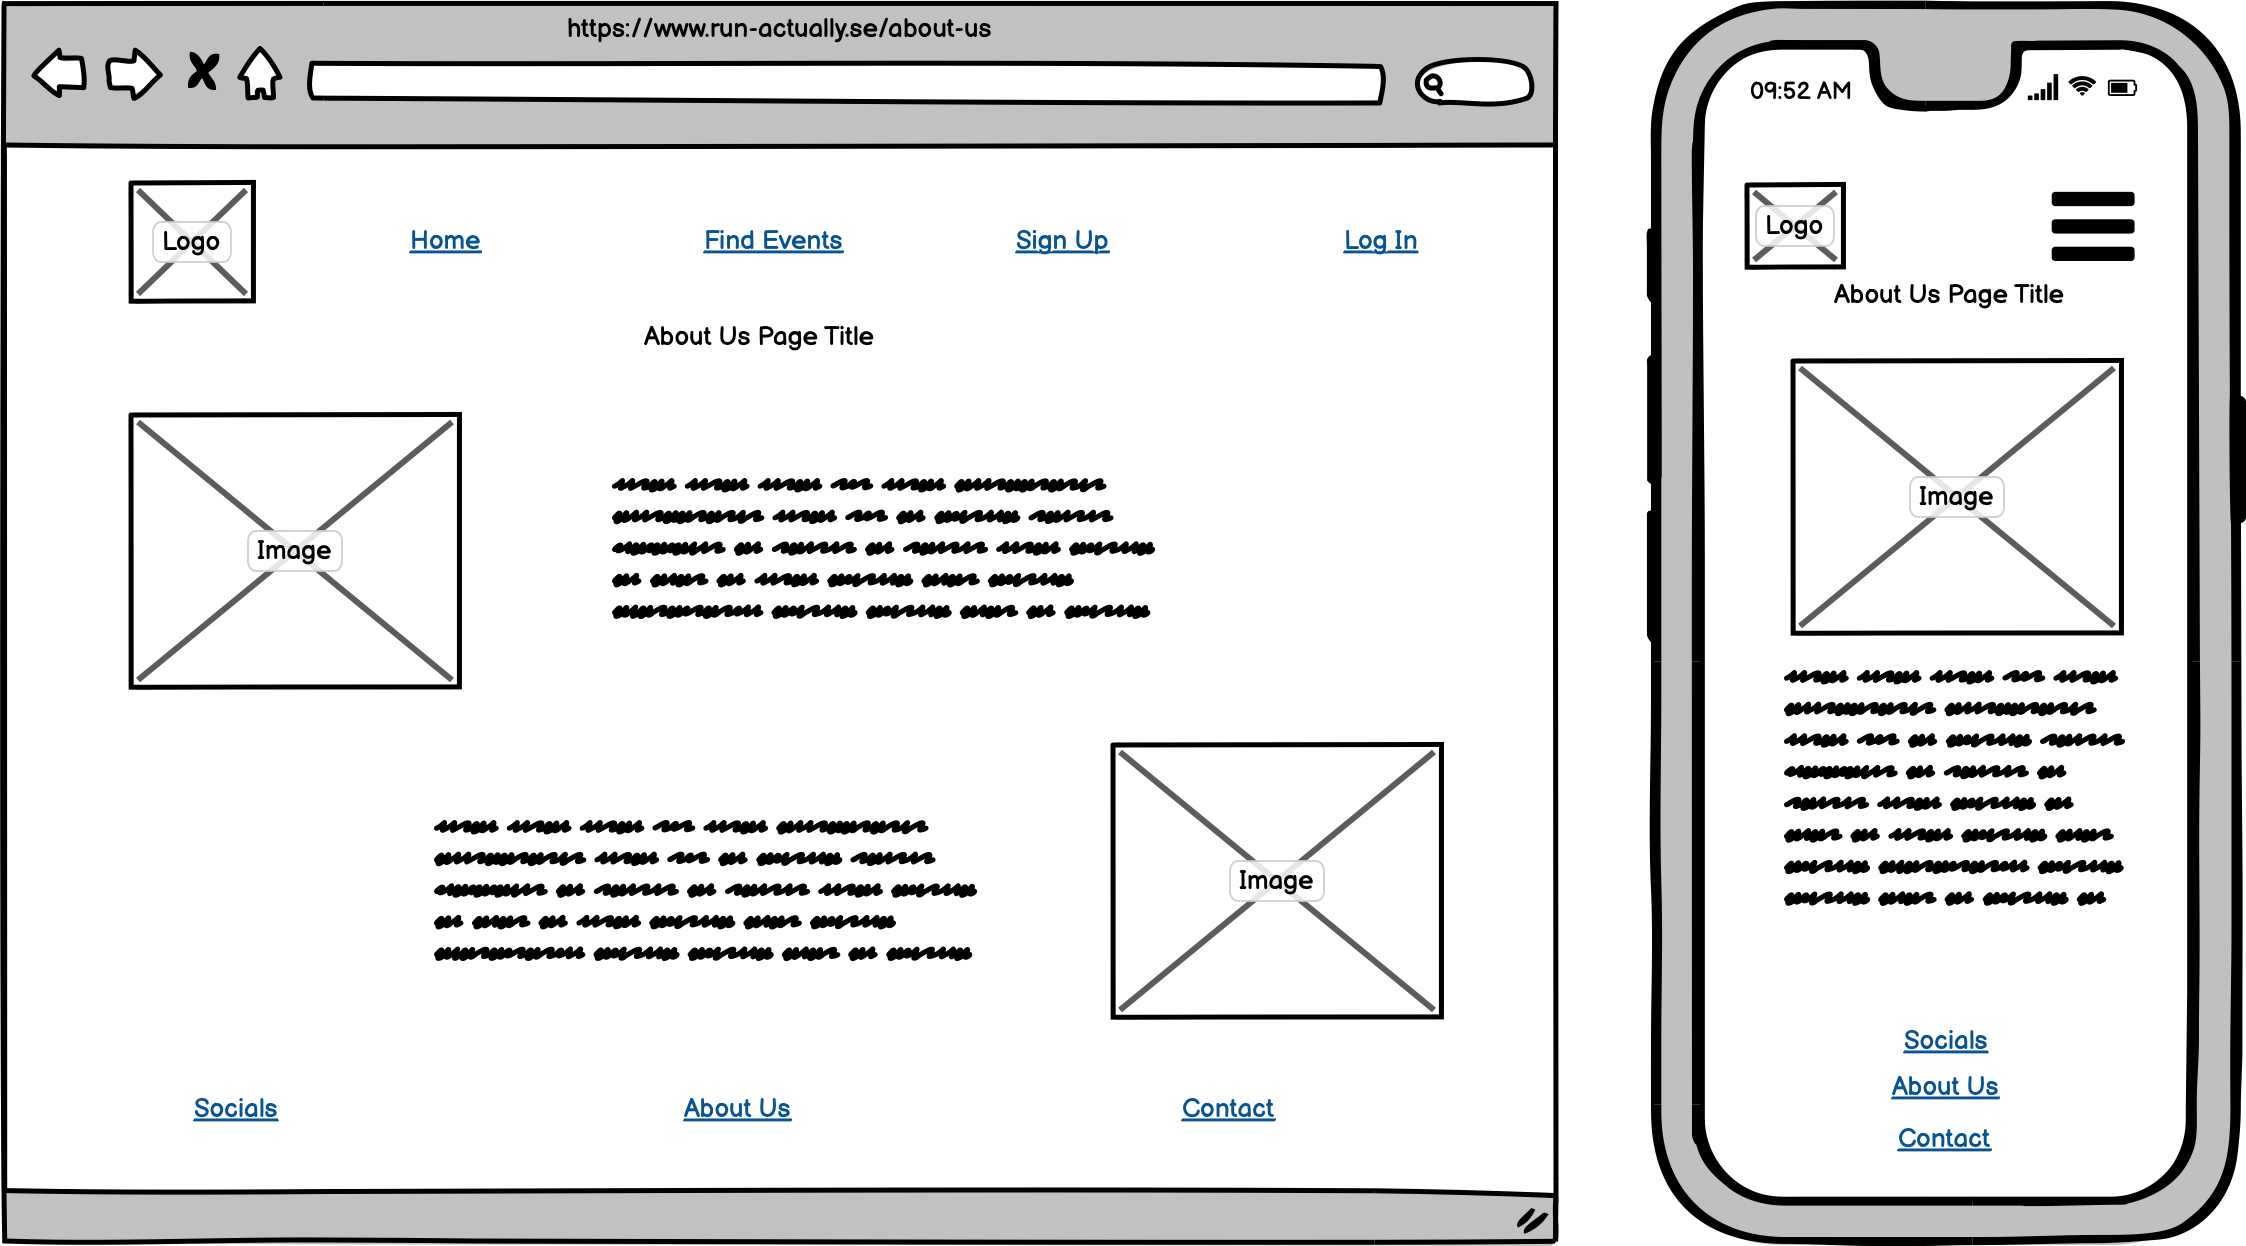 https://www.run-actually.se/about-us
Logo
Home
Find Events
Sign Up
Log In
About Us Page Title
Image
Image
Socials
About Us
Contact
09:52 AM
Logo
About Us Page Title
Image
Socials
About Us
Contact